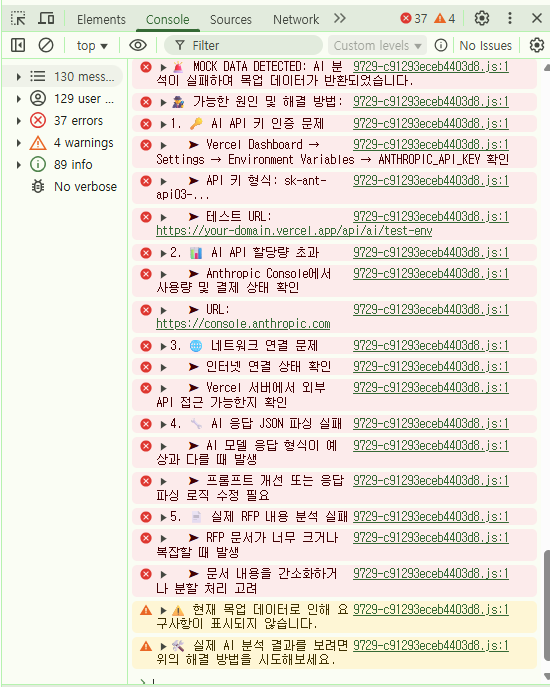 Elements Console Sources Network » 37 4
top ▼ Filter Custom levels ▼ No Issues
130 mess...
129 user ...
37 errors
4 warnings
89 info
No verbose
🚨 MOCK DATA DETECTED: AI 분 9729-c91293eceb4403d8.js:1
석이 실패하여 목업 데이터가
반환되었습니다.
🕵️ 가능한 원인 및 해결 방법: 9729-c91293eceb4403d8.js:1
1. 🔑 AI API 키 인증 문제 9729-c91293eceb4403d8.js:1
➤ Vercel Dashboard → 9729-c91293eceb4403d8.js:1
Settings → Environment Variables → ANTHROPIC_API_KEY 확인
➤ API 키 형식: sk-ant- 9729-c91293eceb4403d8.js:1
api03-...
➤ 테스트 URL: 9729-c91293eceb4403d8.js:1
https://your-domain.vercel.app/api/ai/test-env
2. 📊 AI API 할당량 초과 9729-c91293eceb4403d8.js:1
➤ Anthropic Console에서 9729-c91293eceb4403d8.js:1
사용량 및 결제 상태 확인
➤ URL: 9729-c91293eceb4403d8.js:1
https://console.anthropic.com
3. 🌐 네트워크 연결 문제 9729-c91293eceb4403d8.js:1
➤ 인터넷 연결 상태 확인 9729-c91293eceb4403d8.js:1
➤ Vercel 서버에서 외부 9729-c91293eceb4403d8.js:1
API 접근 가능한지 확인
4. 🔧 AI 응답 JSON 파싱 실패 9729-c91293eceb4403d8.js:1
➤ AI 모델 응답 형식이 예 9729-c91293eceb4403d8.js:1
상과 다를 때 발생
➤ 프롬프트 개선 또는 응답 9729-c91293eceb4403d8.js:1
파싱 로직 수정 필요
5. 📄 실제 RFP 내용 분석 실패 9729-c91293eceb4403d8.js:1
➤ RFP 문서가 너무 크거나 9729-c91293eceb4403d8.js:1
복잡할 때 발생
➤ 문서 내용을 간소화하거 9729-c91293eceb4403d8.js:1
나 분할 처리 고려
⚠️ 현재 목업 데이터로 인해 요 9729-c91293eceb4403d8.js:1
구사항이 표시되지 않습니다.
🛠️ 실제 AI 분석 결과를 보려면 9729-c91293eceb4403d8.js:1
위의 해결 방법을 시도해보세요.